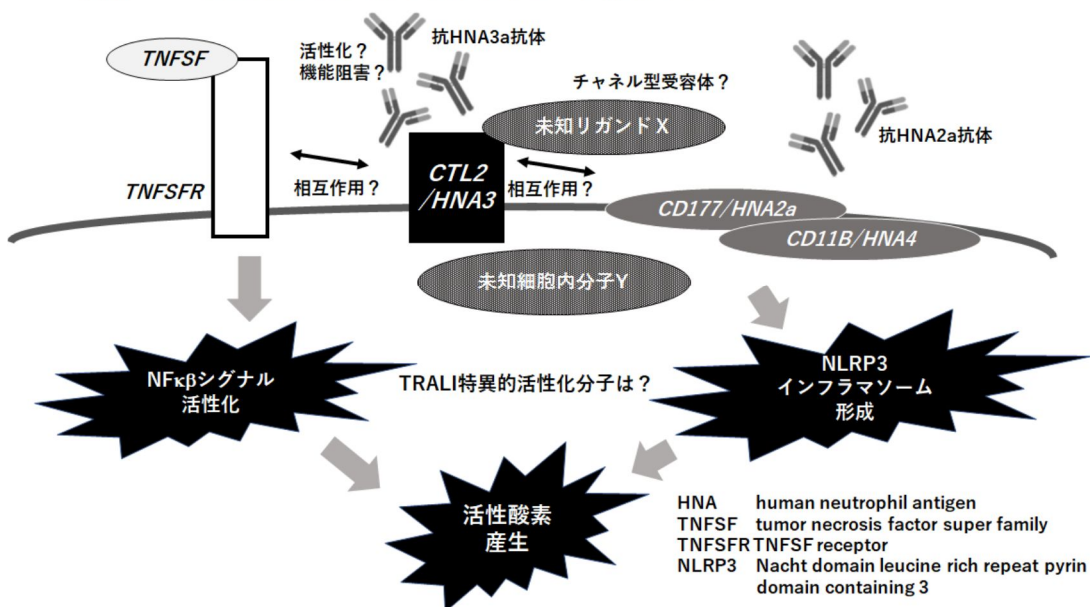 TNFSF
活性化？
機能阻害？
抗HNA3a抗体
チャネル型受容体？
未知リガンドX
抗HNA2a抗体
TNFSFR
相互作用？
CTL2
/HNA3
相互作用？
CD177/HNA2a
CD11B/HNA4
未知細胞内分子Y
NFκβシグナル
活性化
TRALI特異的活性化分子は？
NLRP3
インフラマソーム
形成
活性酸素
産生
HNA human neutrophil antigen
TNFSF tumor necrosis factor super family
TNFSFR TNFSF receptor
NLRP3 Nacht domain leucine rich repeat pyrin
domain containing 3